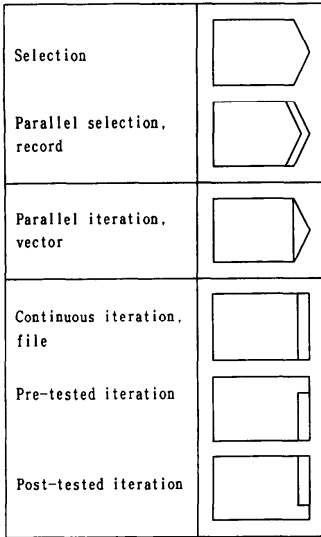 Selection
Parallel selection,
record
Parallel iteration,
vector
Continuous iteration,
file
Pre-tested iteration
Post-tested iteration